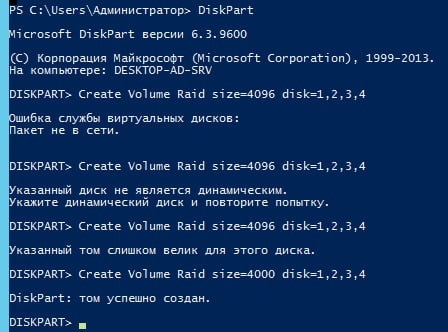 PS C:\Users\Администратор> DiskPart
Microsoft DiskPart версии 6.3.9600
(C) Корпорация Майкрософт (Microsoft Corporation), 1999-2013.
На компьютере: DESKTOP-AD-SRV
DISKPART> Create Volume Raid size=4096 disk=1,2,3,4
Ошибка службы виртуальных дисков:
Пакет не в сети.
DISKPART> Create Volume Raid size=4096 disk=1,2,3,4
Указанный диск не является динамическим.
Укажите динамический диск и повторите попытку.
DISKPART> Create Volume Raid size=4096 disk=1,2,3,4
Указанный том слишком велик для этого диска.
DISKPART> Create Volume Raid size=4000 disk=1,2,3,4
DiskPart: том успешно создан.
DISKPART>